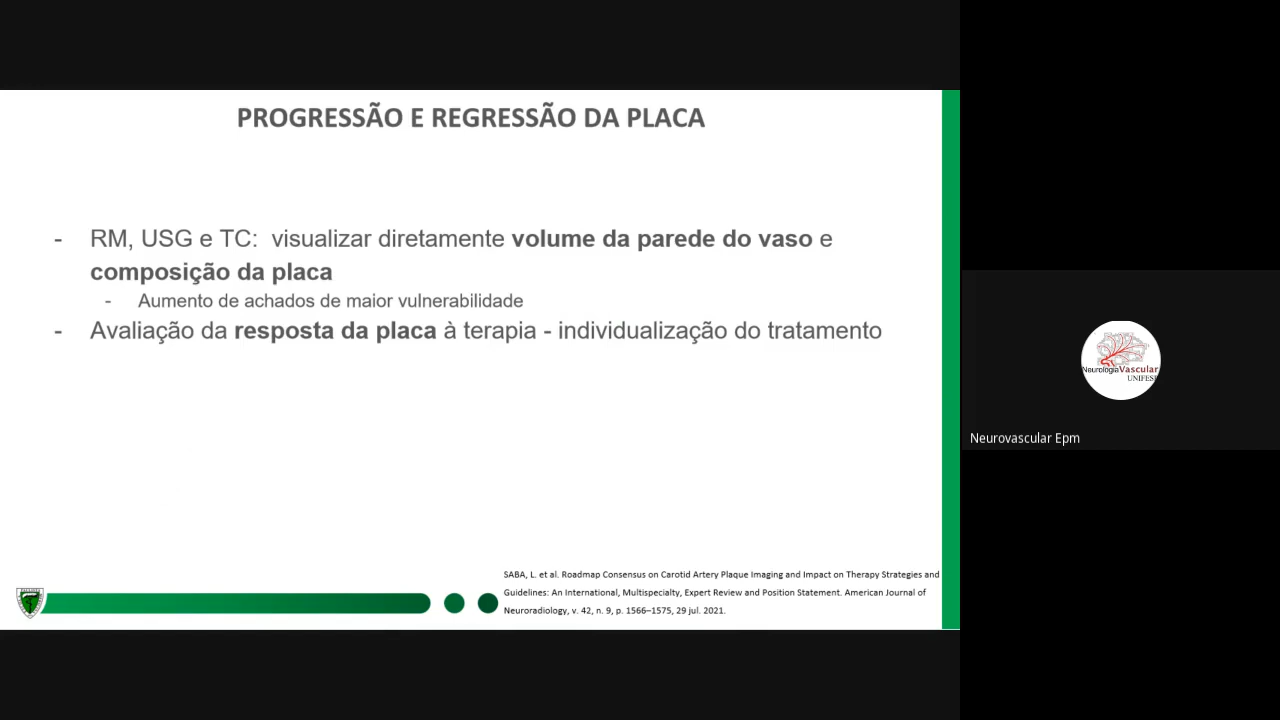 PROGRESSÃO E REGRESSÃO DA PLACA
- RM, USG e TC: visualizar diretamente volume da parede do vaso e
composição da placa
- Aumento de achados de maior vulnerabilidade
- Avaliação da resposta da placa à terapia - individualização do tratamento
SABA, L. et al. Roadmap Consensus on Carotid Artery Plaque Imaging and Impact on Therapy Strategies and
Guidelines: An International, Multispecialty, Expert Review and Position Statement. American Journal of
Neuroradiology, v. 42, n. 9, p. 1566–1575, 29 jul. 2021.
NeurologiaVascular
UNIFES
Neurovascular Epm